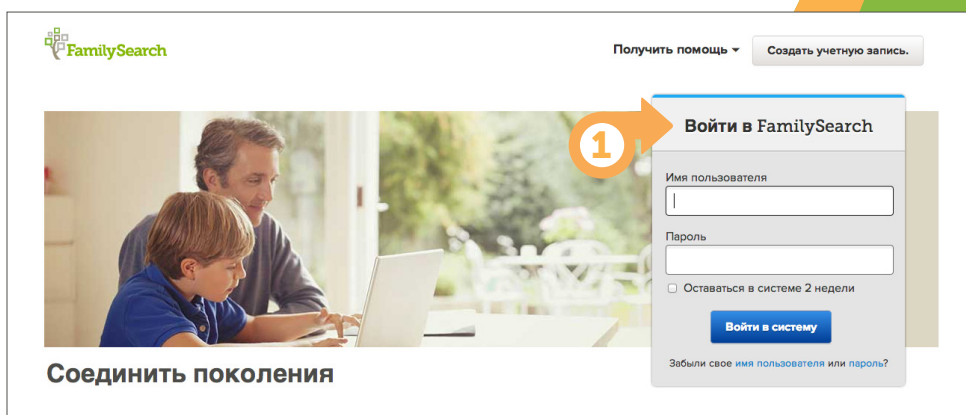 FamilySearch
Получить помощь
Создать учетную запись.
1
Войти в FamilySearch
Имя пользователя
Пароль
Оставаться в системе 2 недели
Войти в систему
Забыли свое имя пользователя или пароль?
Соединить поколения